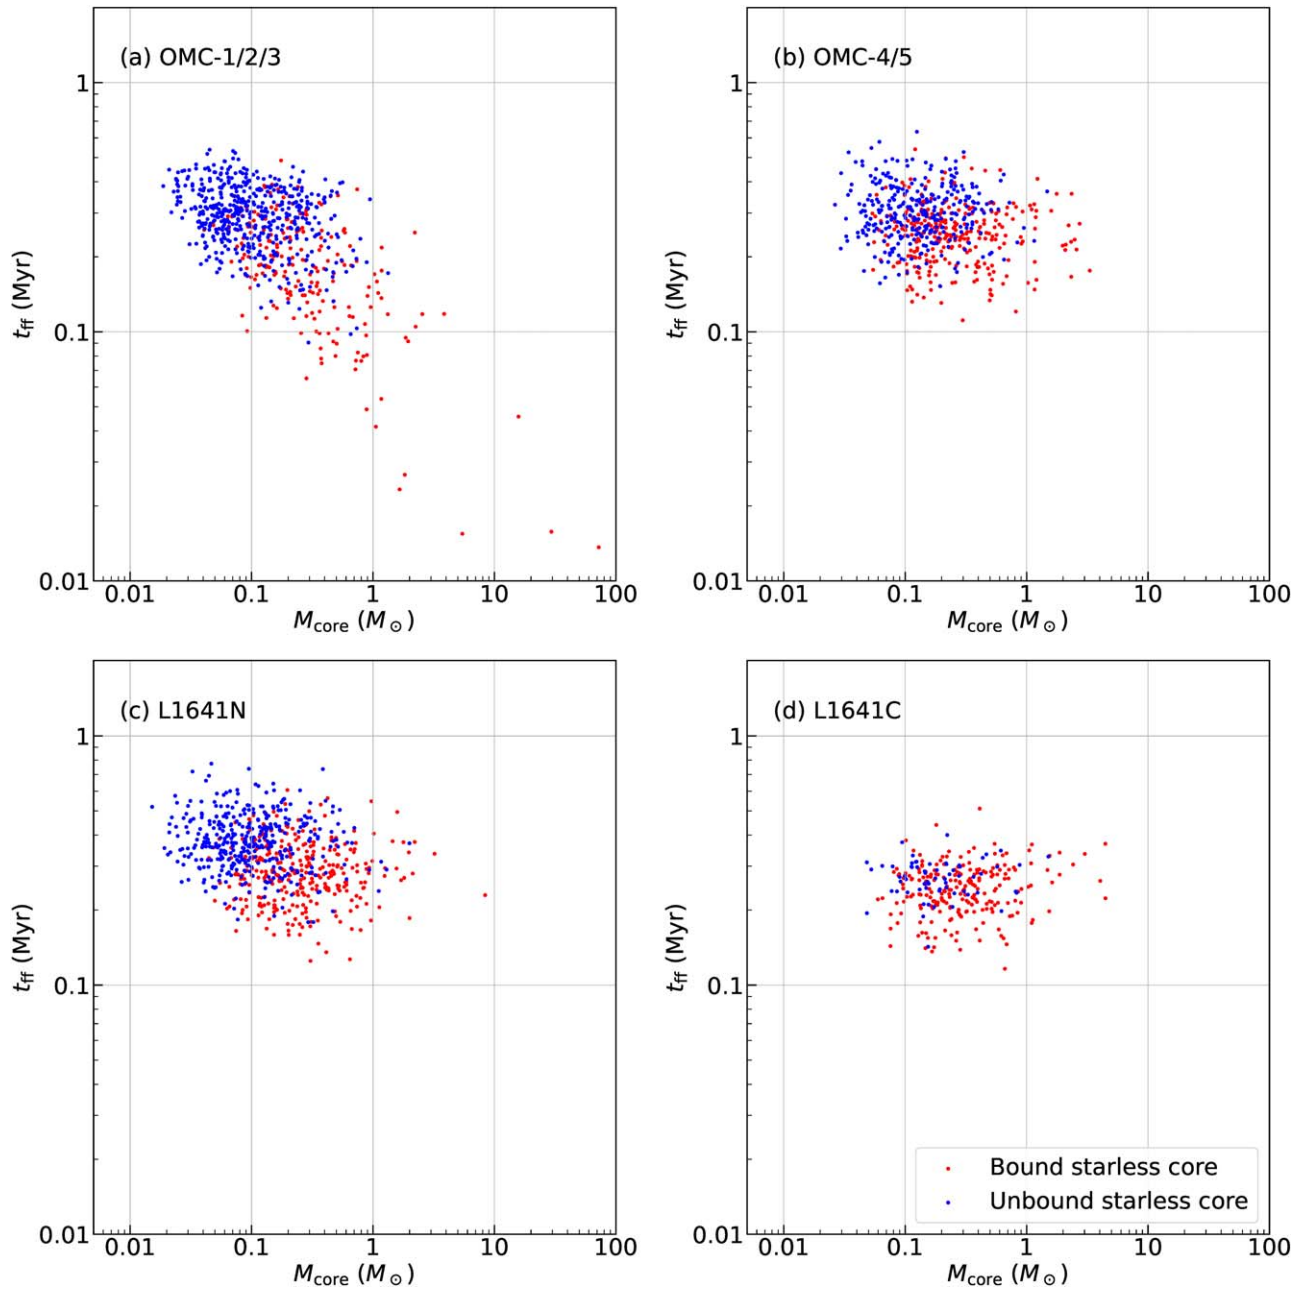 (a) OMC-1/2/3
1
0.1
0.01
t_ff (Myr)
0.01 0.1 1 10 100
M_core (M_⊙)
(b) OMC-4/5
1
0.1
0.01
t_ff (Myr)
0.01 0.1 1 10 100
M_core (M_⊙)
(c) L1641N
1
0.1
0.01
t_ff (Myr)
0.01 0.1 1 10 100
M_core (M_⊙)
(d) L1641C
1
0.1
0.01
t_ff (Myr)
Bound starless core
Unbound starless core
0.01 0.1 1 10 100
M_core (M_⊙)